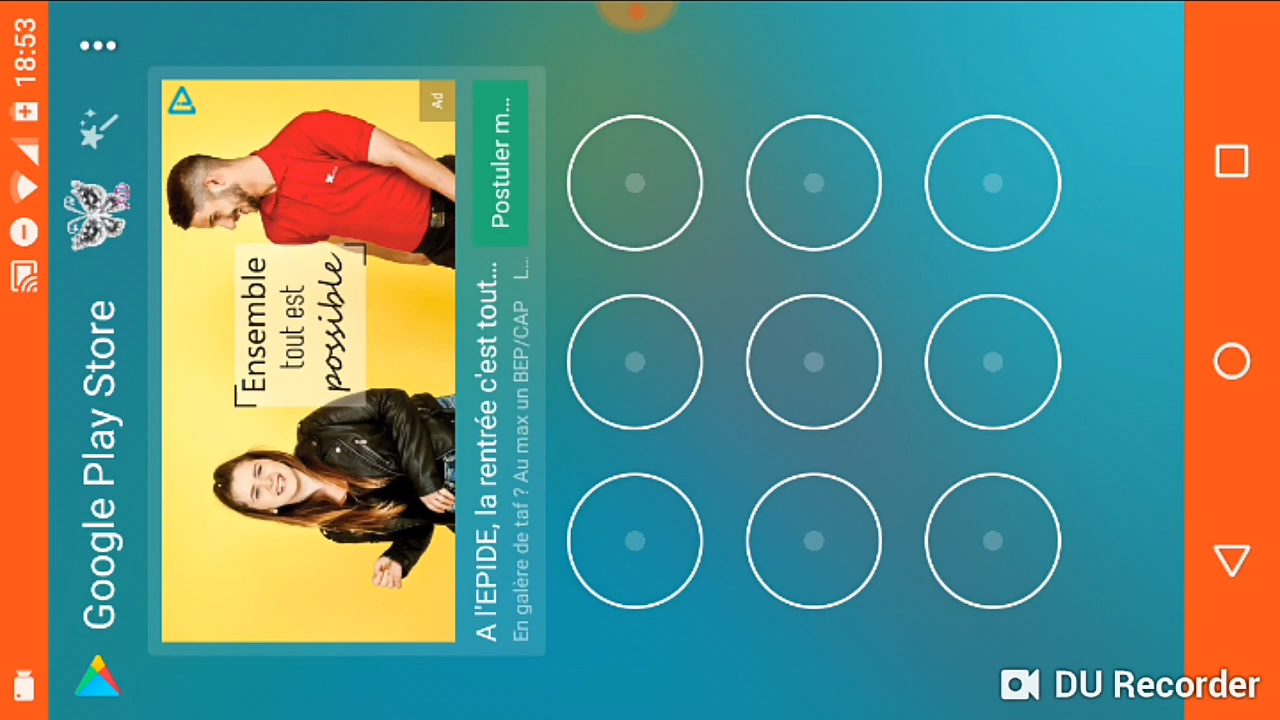 18:53
Google Play Store
Ad
Ensemble
tout est
possible
A l'EPIDE, la rentrée c'est tout...
En galère de taf ? Au max un BEP/CAP L...
Postuler m...
DU Recorder